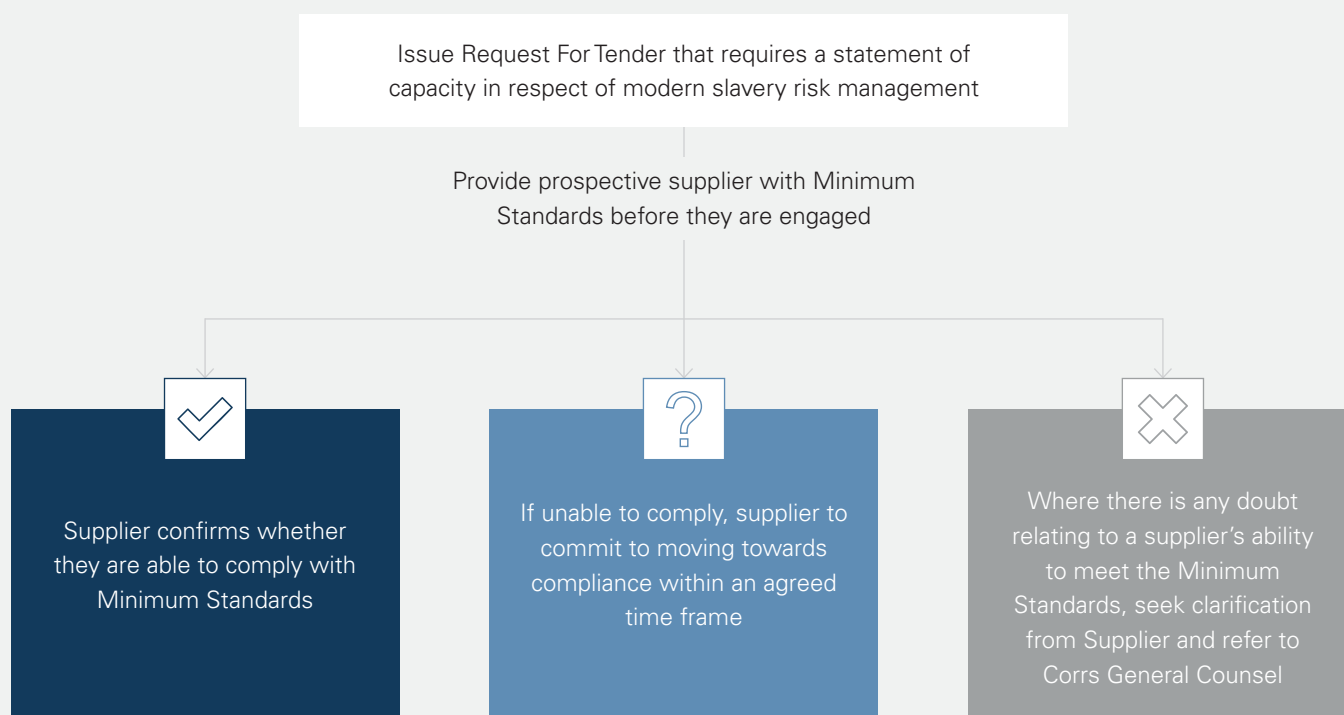 Issue Request For Tender that requires a statement of
capacity in respect of modern slavery risk management
Provide prospective supplier with Minimum
Standards before they are engaged
Supplier confirms whether
they are able to comply with
Minimum Standards
If unable to comply, supplier to
commit to moving towards
compliance within an agreed
time frame
Where there is any doubt
relating to a supplier’s ability
to meet the Minimum
Standards, seek clarification
from Supplier and refer to
Corrs General Counsel